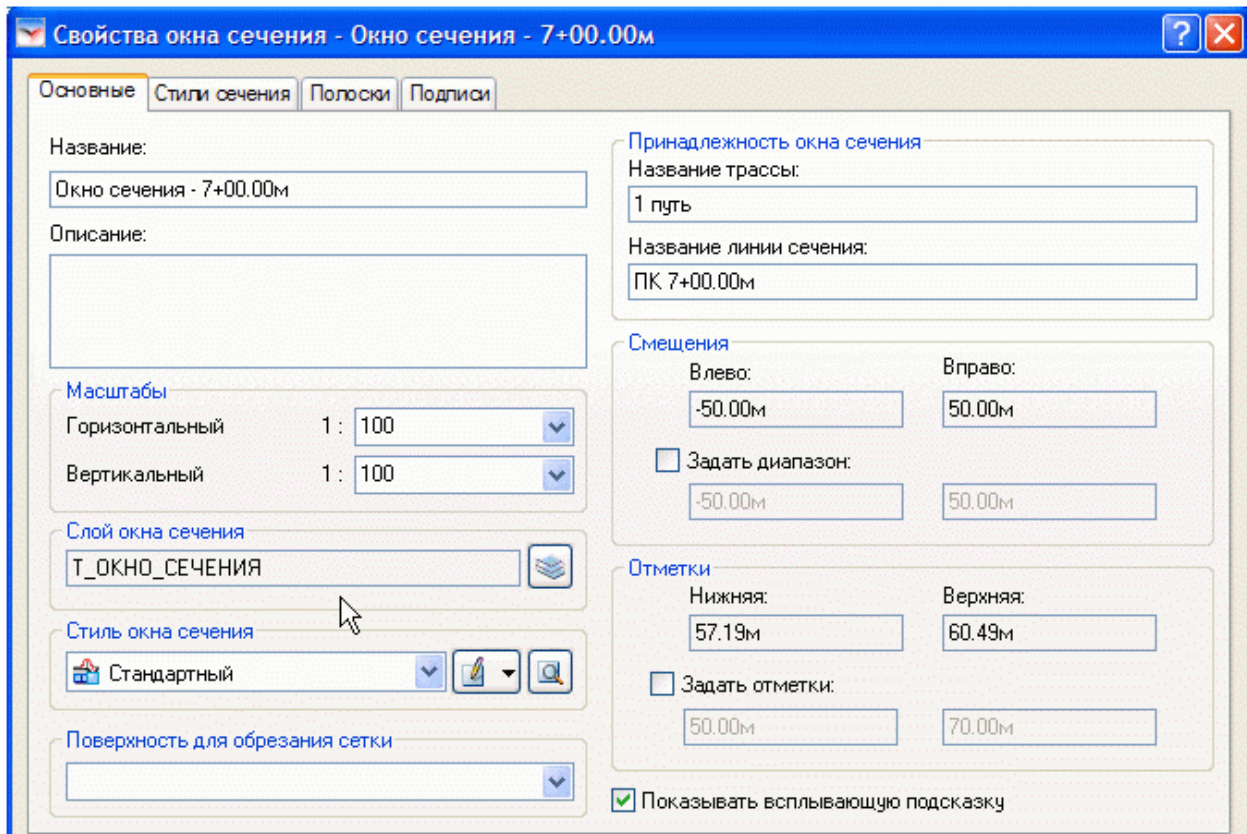 Свойства окна сечения - Окно сечения - 7+00.00м
Основные Стили сечения Полоски Подписи
Название:
Окно сечения - 7+00.00м
Описание:
Масштабы
Горизонтальный 1 : 100
Вертикальный 1 : 100
Слой окна сечения
Т_ОКНО_СЕЧЕНИЯ
Стиль окна сечения
Стандартный
Поверхность для обрезания сетки
Принадлежность окна сечения
Название трассы:
1 путь
Название линии сечения:
ПК 7+00.00м
Смещения
Влево: Вправо:
-50.00м 50.00м
Задать диапазон:
-50.00м 50.00м
Отметки
Нижняя: Верхняя:
57.19м 60.49м
Задать отметки:
50.00м 70.00м
Показывать всплывающую подсказку